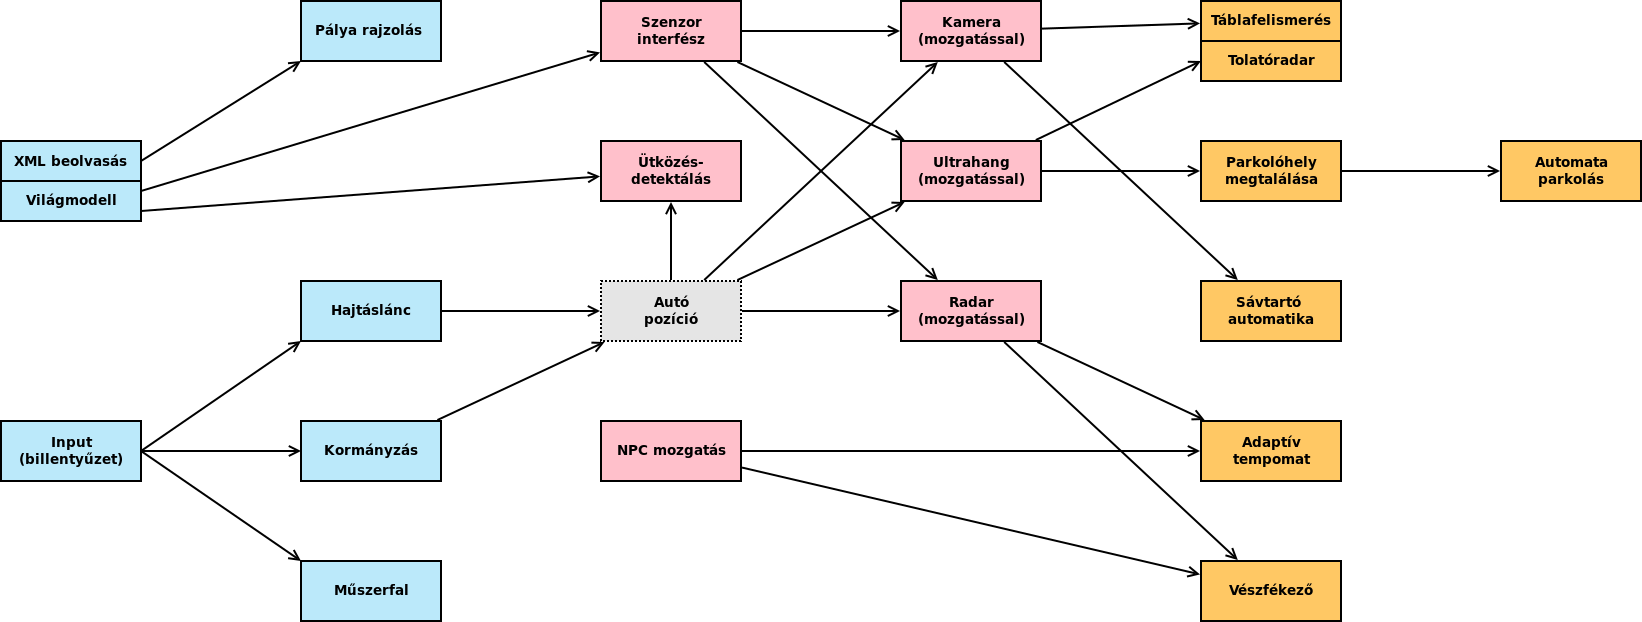 Pálya rajzolás
Szenzor
interfész
Kamera
(mozgatással)
Táblafelismerés
Tolatóradar
XML beolvasás
Világmodell
Ütközés-
detektálás
Ultrahang
(mozgatással)
Parkolóhely
megtalálása
Automata
parkolás
Hajtáslánc
Autó
pozíció
Radar
(mozgatással)
Sávtartó
automatika
Input
(billentyűzet)
Kormányzás
NPC mozgatás
Adaptív
tempomat
Műszerfal
Vészfékező